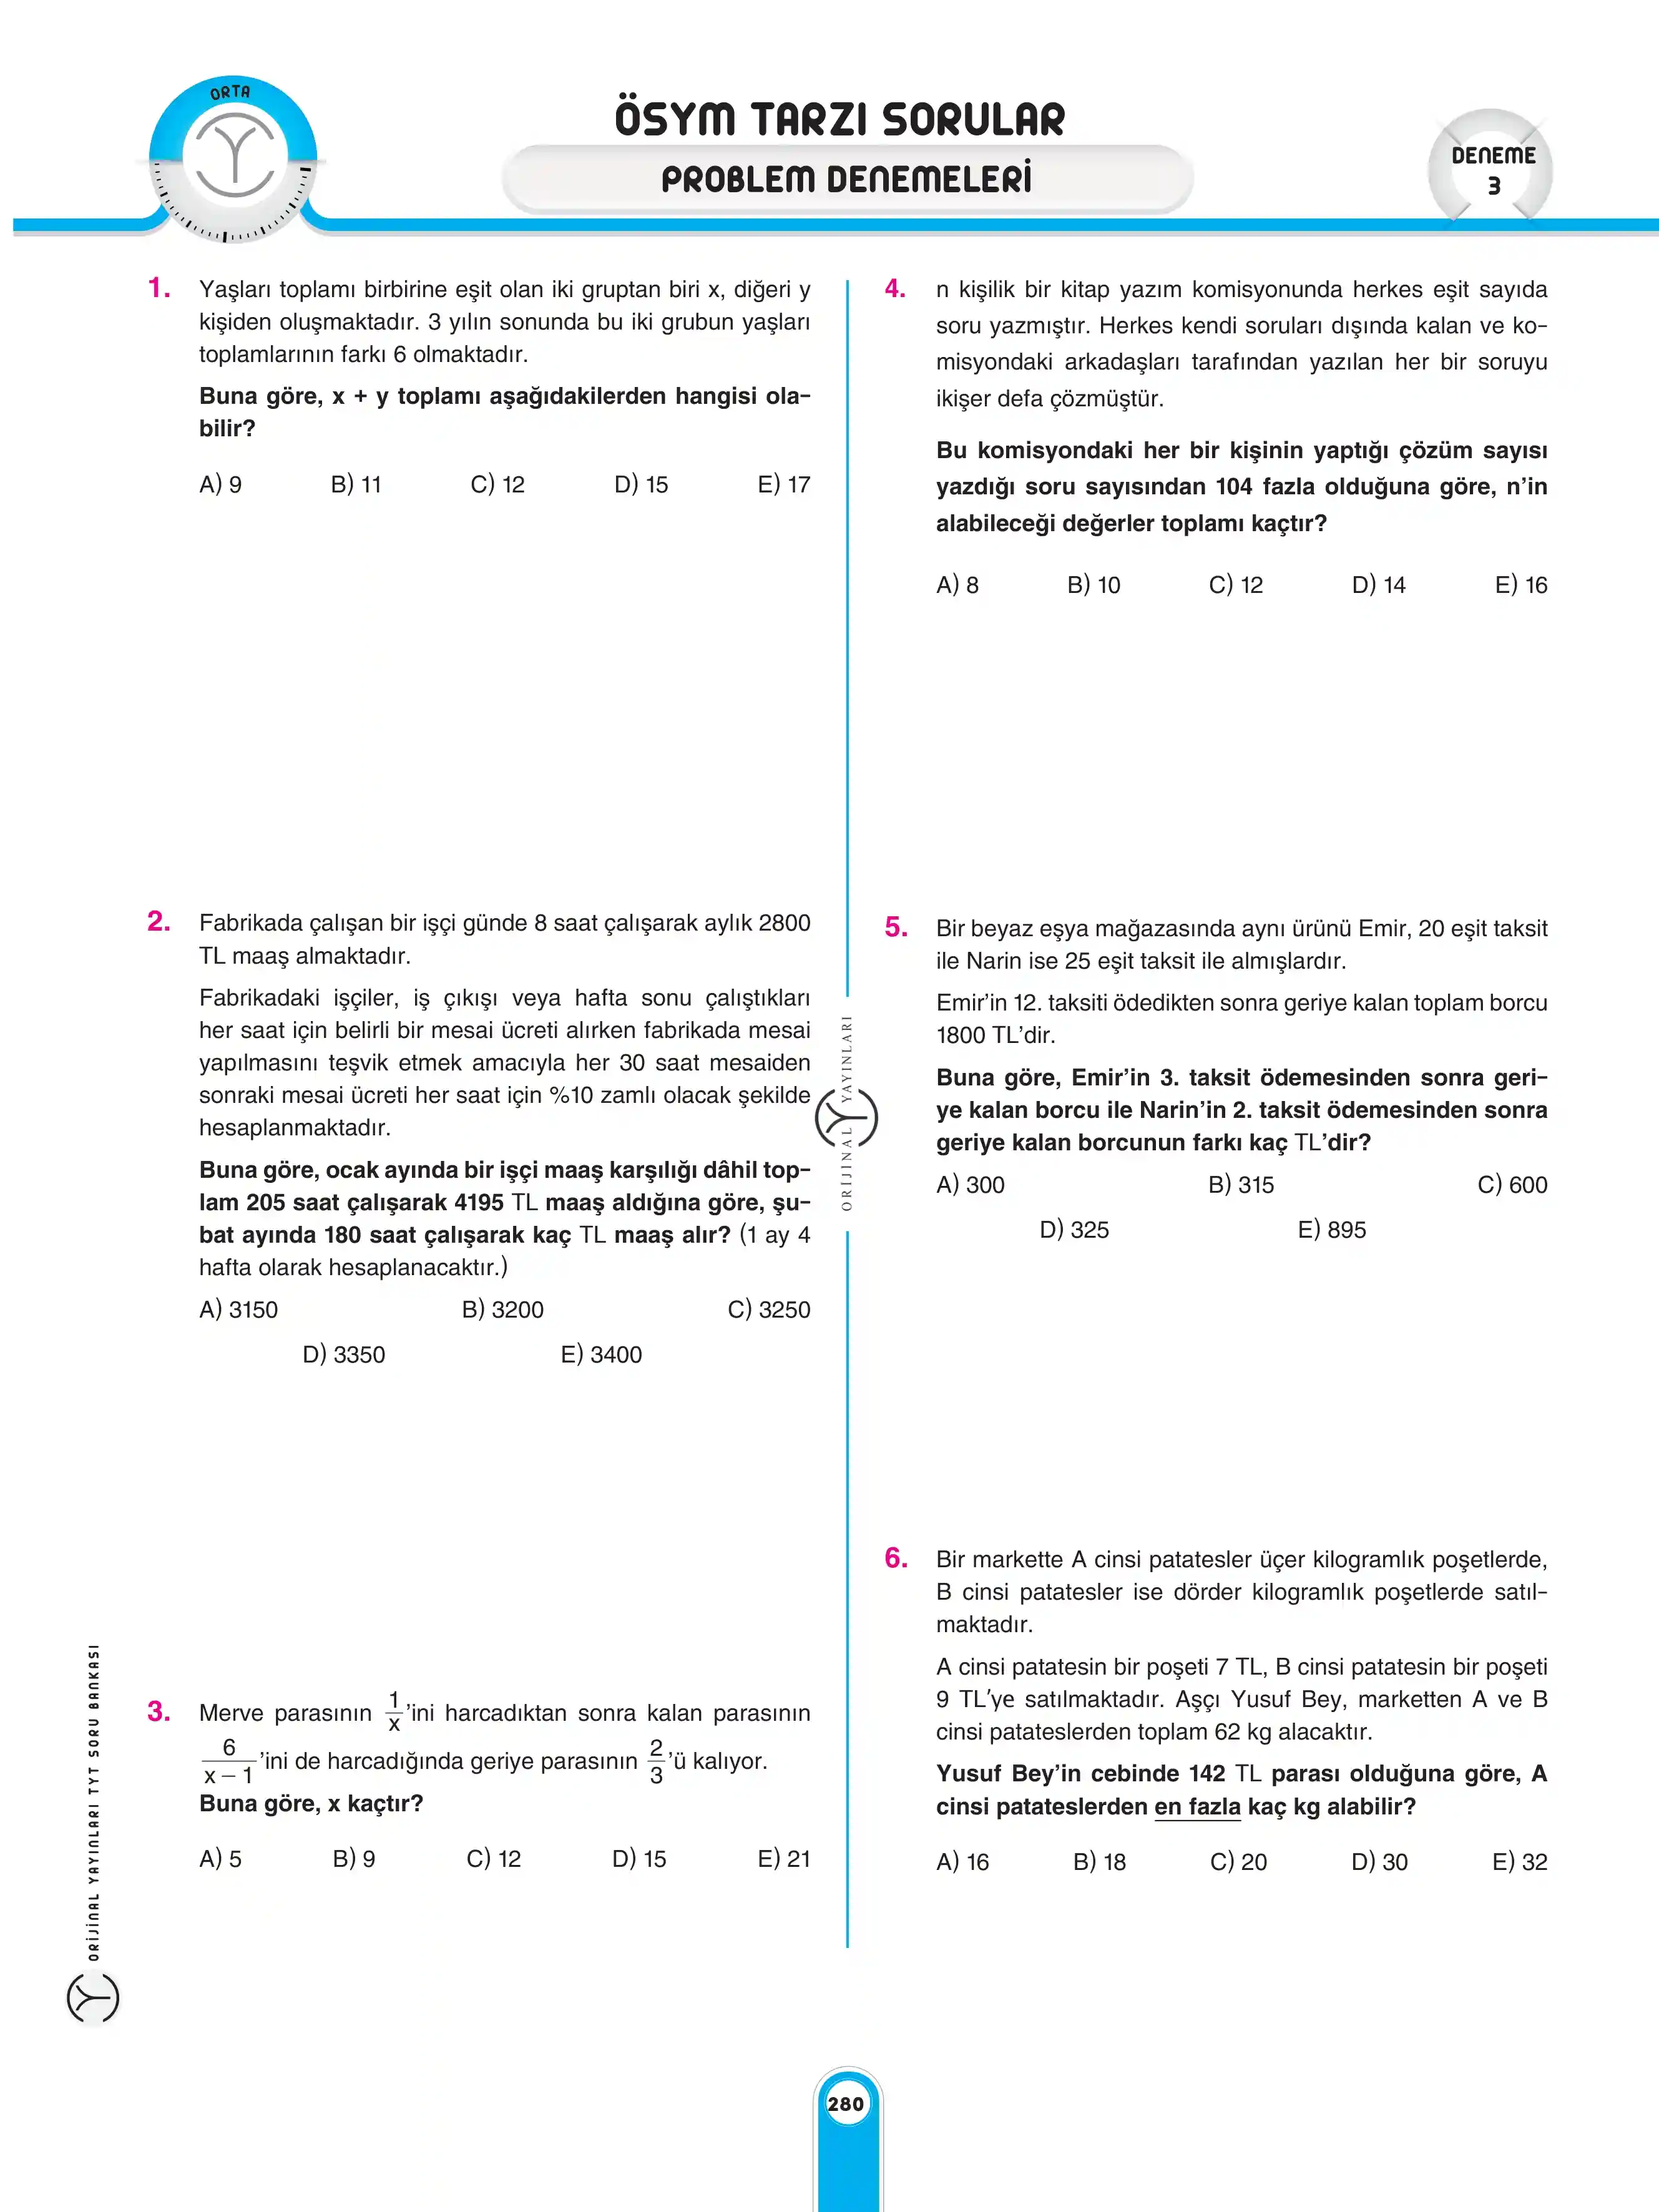 ORTA
ÖSYM TARZI SORULAR
PROBLEM DENEMELERİ
DENEME
3
1. Yaşları toplamı birbirine eşit olan iki gruptan biri x, diğeri y
kişiden oluşmaktadır. 3 yılın sonunda bu iki grubun yaşları
toplamlarının farkı 6 olmaktadır.
Buna göre, x + y toplamı aşağıdakilerden hangisi ola-
bilir?
A) 9 B) 11 C) 12 D) 15 E) 17
2. Fabrikada çalışan bir işçi günde 8 saat çalışarak aylık 2800
TL maaş almaktadır.
Fabrikadaki işçiler, iş çıkışı veya hafta sonu çalıştıkları
her saat için belirli bir mesai ücreti alırken fabrikada mesai
yapılmasını teşvik etmek amacıyla her 30 saat mesaiden
sonraki mesai ücreti her saat için %10 zamlı olacak şekilde
hesaplanmaktadır.
Buna göre, ocak ayında bir işçi maaş karşılığı dâhil top-
lam 205 saat çalışarak 4195 TL maaş aldığına göre, şu-
bat ayında 180 saat çalışarak kaç TL maaş alır? (1 ay 4
hafta olarak hesaplanacaktır.)
A) 3150 B) 3200 C) 3250
D) 3350 E) 3400
3. Merve parasının 1/x 'ini harcadıktan sonra kalan parasının
6/(x − 1) 'ini de harcadığında geriye parasının 2/3 'ü kalıyor.
Buna göre, x kaçtır?
A) 5 B) 9 C) 12 D) 15 E) 21
4. n kişilik bir kitap yazım komisyonunda herkes eşit sayıda
soru yazmıştır. Herkes kendi soruları dışında kalan ve ko-
misyondaki arkadaşları tarafından yazılan her bir soruyu
ikişer defa çözmüştür.
Bu komisyondaki her bir kişinin yaptığı çözüm sayısı
yazdığı soru sayısından 104 fazla olduğuna göre, n'in
alabileceği değerler toplamı kaçtır?
A) 8 B) 10 C) 12 D) 14 E) 16
5. Bir beyaz eşya mağazasında aynı ürünü Emir, 20 eşit taksit
ile Narin ise 25 eşit taksit ile almışlardır.
Emir'in 12. taksiti ödedikten sonra geriye kalan toplam borcu
1800 TL'dir.
Buna göre, Emir'in 3. taksit ödemesinden sonra geri-
ye kalan borcu ile Narin'in 2. taksit ödemesinden sonra
geriye kalan borcunun farkı kaç TL'dir?
A) 300 B) 315 C) 600
D) 325 E) 895
6. Bir markette A cinsi patatesler üçer kilogramlık poşetlerde,
B cinsi patatesler ise dörder kilogramlık poşetlerde satıl-
maktadır.
A cinsi patatesin bir poşeti 7 TL, B cinsi patatesin bir poşeti
9 TL'ye satılmaktadır. Aşçı Yusuf Bey, marketten A ve B
cinsi patateslerden toplam 62 kg alacaktır.
Yusuf Bey'in cebinde 142 TL parası olduğuna göre, A
cinsi patateslerden en fazla kaç kg alabilir?
A) 16 B) 18 C) 20 D) 30 E) 32
ORİJİNAL YAYINLARI
ORİJİNAL YAYINLARI TYT SORU BANKASI
280